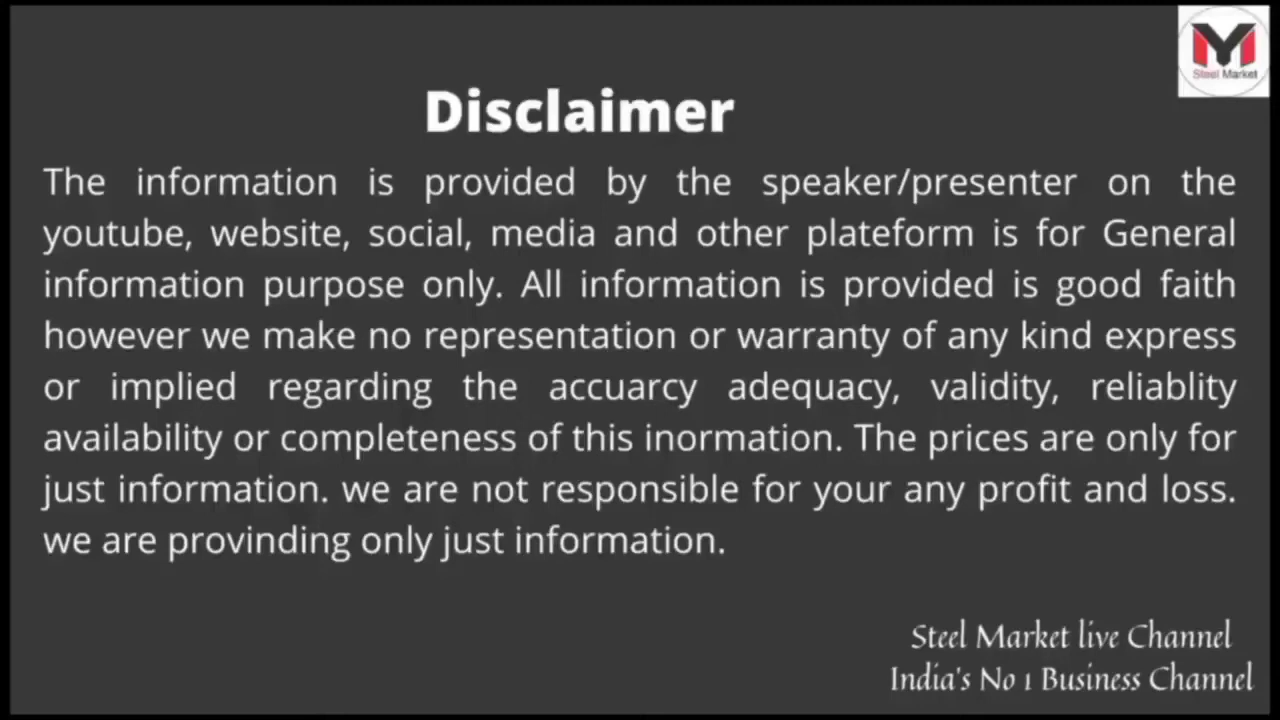 Steel Market
Disclaimer
The information is provided by the speaker/presenter on the
youtube, website, social, media and other plateform is for General
information purpose only. All information is provided is good faith
however we make no representation or warranty of any kind express
or implied regarding the accuarcy adequacy, validity, reliablity
availability or completeness of this inormation. The prices are only for
just information. we are not responsible for your any profit and loss.
we are provinding only just information.
Steel Market live Channel
India's No 1 Business Channel